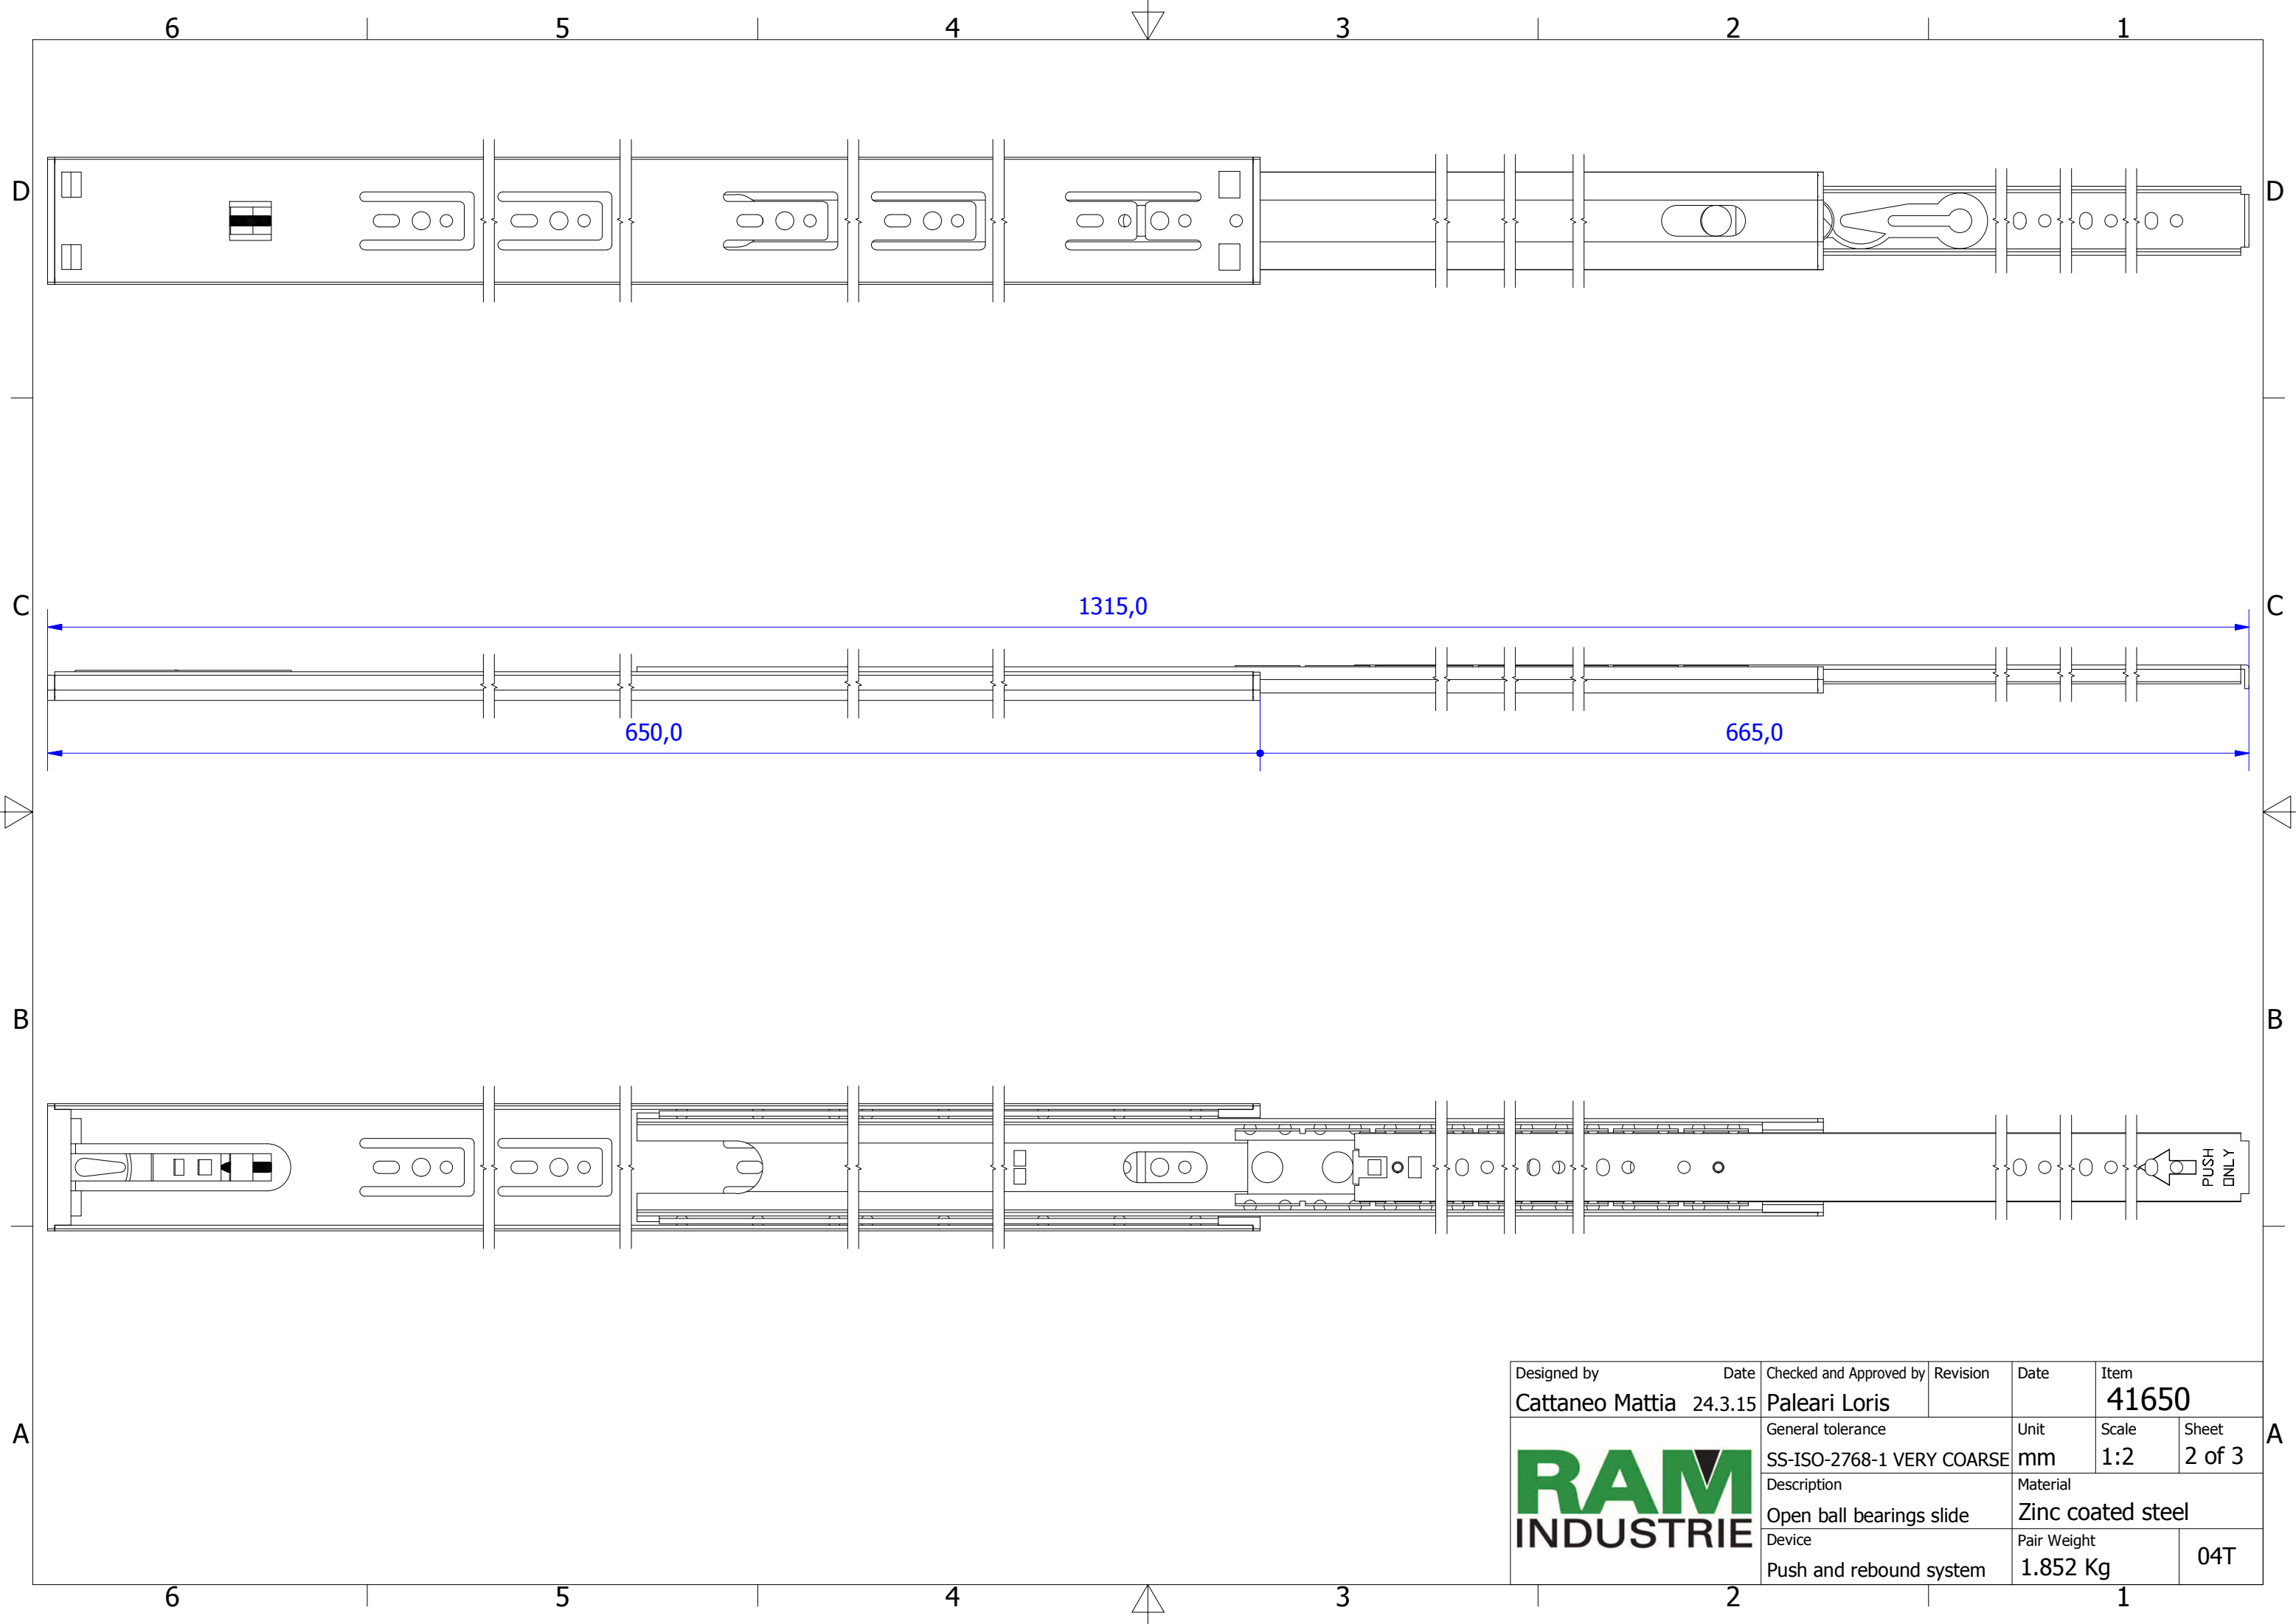 6 5 4 3 2 1
D D
C 1315,0 C
650,0 665,0
B B
PUSH
ONLY
Designed by Date Checked and Approved by Revision Date Item
Cattaneo Mattia 24.3.15 Paleari Loris 41650
General tolerance Unit Scale Sheet
SS-ISO-2768-1 VERY COARSE mm 1:2 2 of 3
A A
RAM
INDUSTRIE
Description Material
Open ball bearings slide Zinc coated steel
Device Pair Weight
Push and rebound system 1.852 Kg 04T
6 5 4 3 2 1